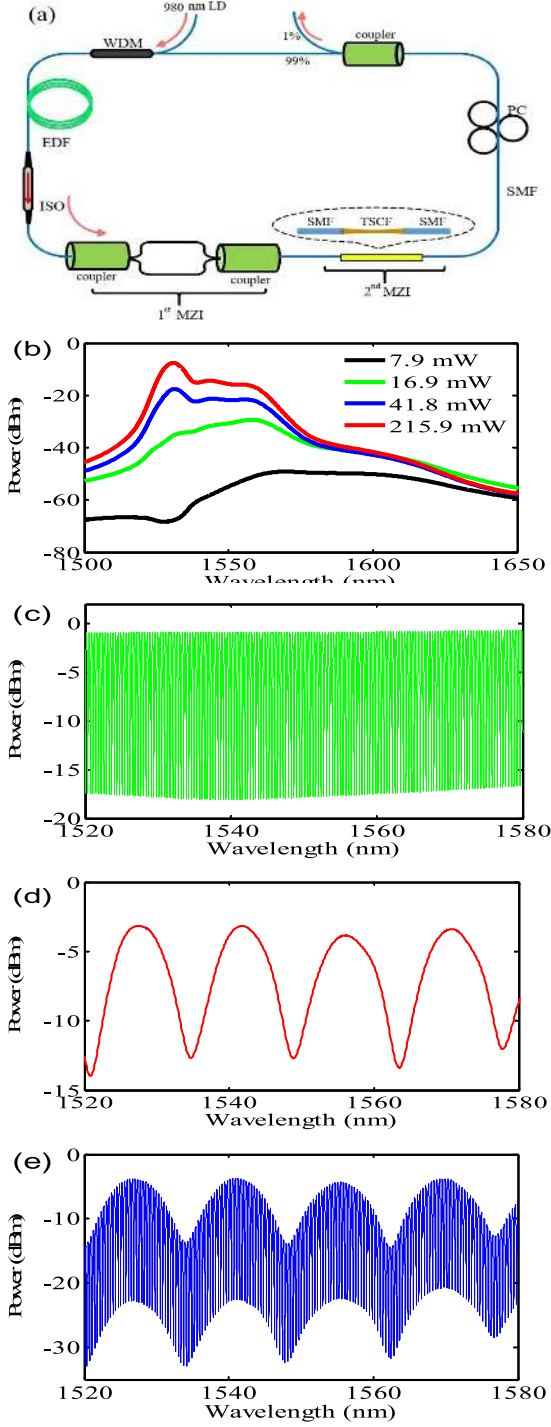 (a)
980 nm LD
WDM
1%
99%
coupler
EDF
PC
ISO
SMF
SMF TSCF SMF
coupler
coupler
1st MZI
2nd MZI
(b)
0
-20
-40
-60
-80
Power (dBm)
7.9 mW
16.9 mW
41.8 mW
215.9 mW
1500 1550 1600 1650
Wavelength (nm)
(c)
0
-5
-10
-15
-20
Power (dBm)
1520 1540 1560 1580
Wavelength (nm)
(d)
0
-5
-10
-15
Power (dBm)
1520 1540 1560 1580
Wavelength (nm)
(e)
0
-10
-20
-30
Power (dBm)
1520 1540 1560 1580
Wavelength (nm)